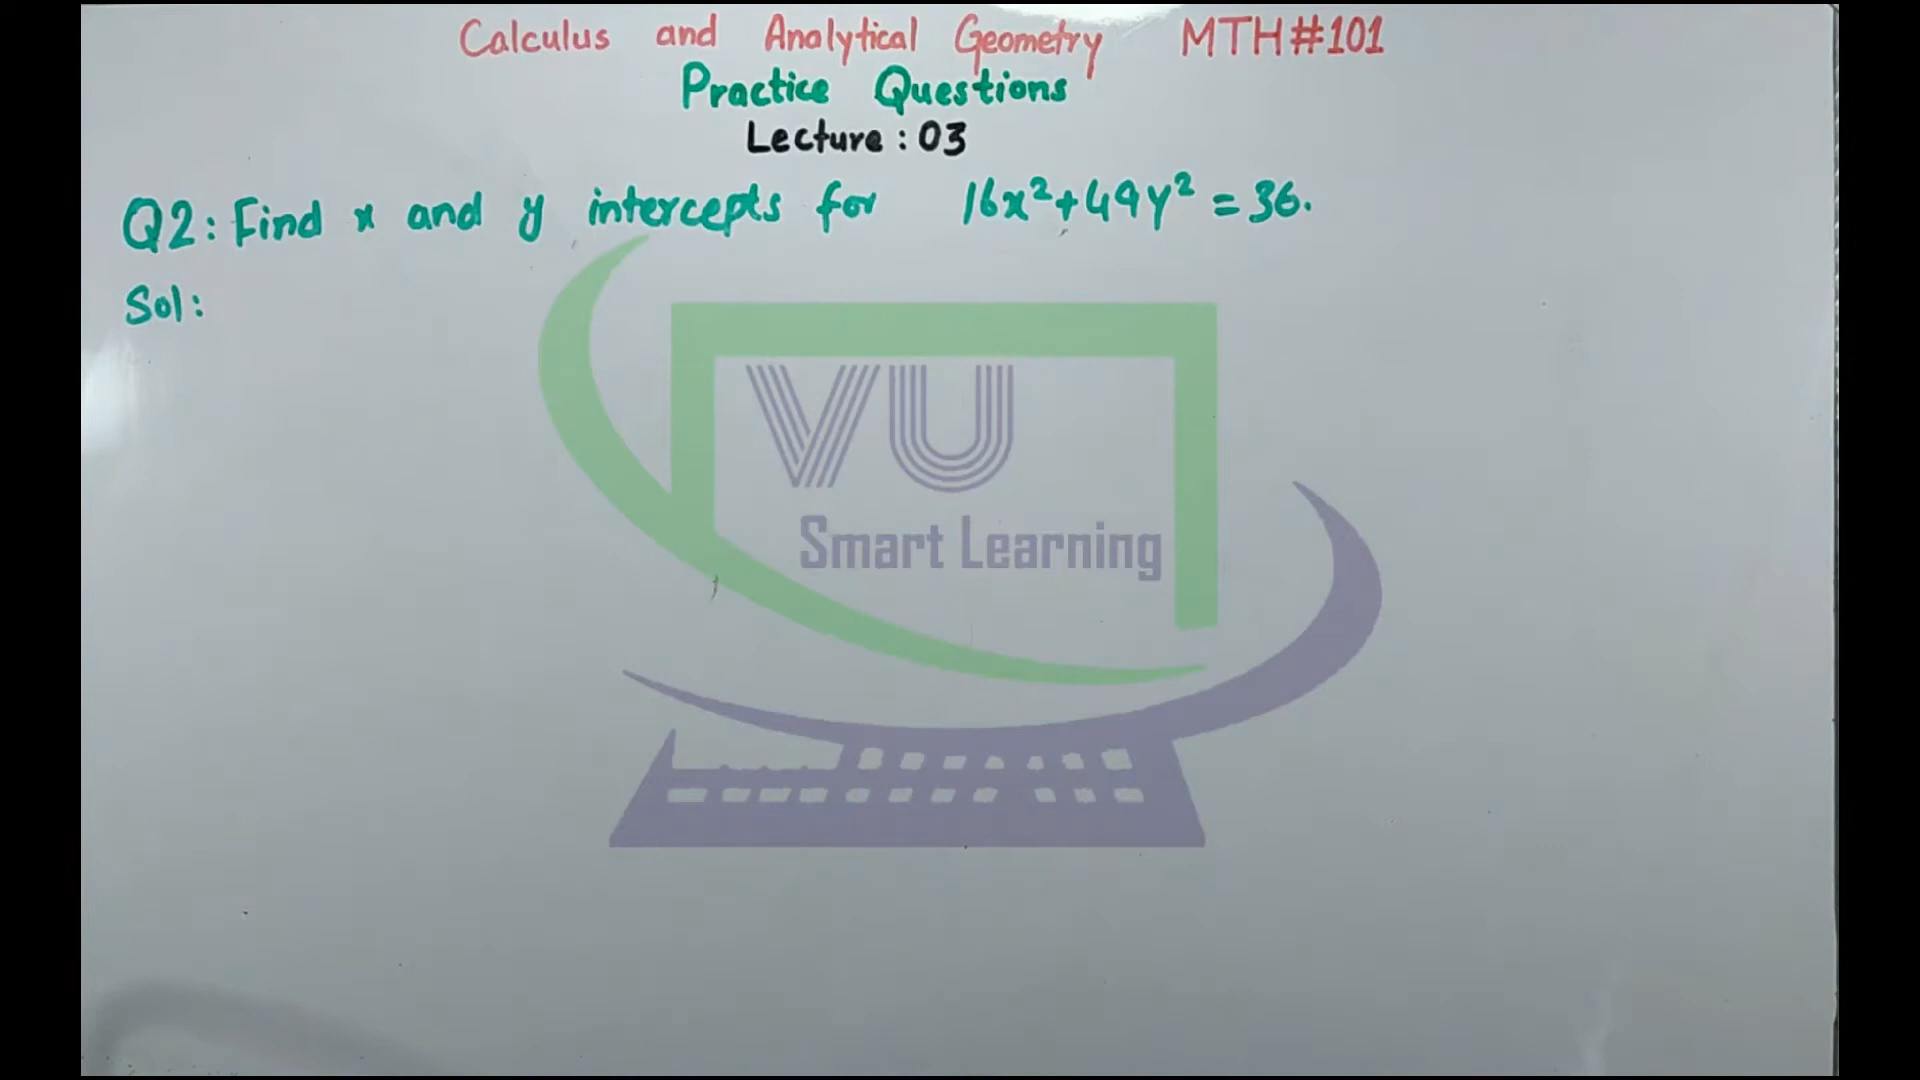 Calculus and Analytical Geometry MTH#101
Practice Questions
Lecture : 03
Q2: Find x and y intercepts for 16x²+49y² = 36.
Sol:
VU
Smart Learning